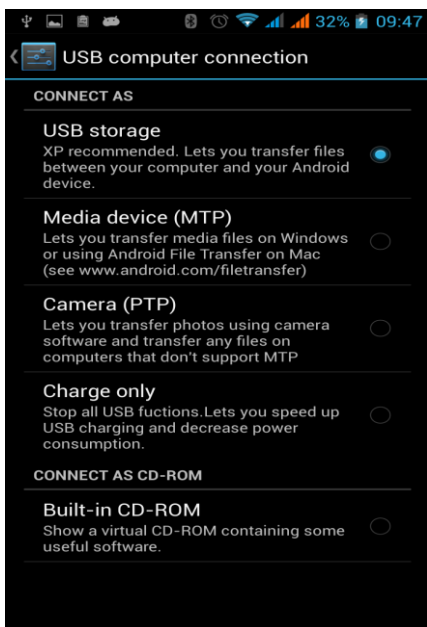 32% 09:47
USB computer connection
CONNECT AS
USB storage
XP recommended. Lets you transfer files
between your computer and your Android
device.
Media device (MTP)
Lets you transfer media files on Windows
or using Android File Transfer on Mac
(see www.android.com/filetransfer)
Camera (PTP)
Lets you transfer photos using camera
software and transfer any files on
computers that don't support MTP
Charge only
Stop all USB fuctions.Lets you speed up
USB charging and decrease power
consumption.
CONNECT AS CD-ROM
Built-in CD-ROM
Show a virtual CD-ROM containing some
useful software.